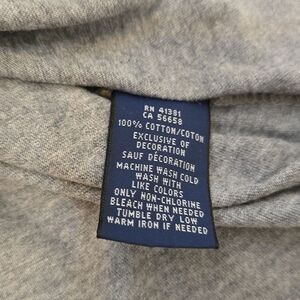 RN 41381
CA 56658
100% COTTON/COTON
EXCLUSIVE OF
DECORATION
SAUF DÉCORATION
MACHINE WASH COLD
WASH WITH
LIKE COLORS
ONLY NON-CHLORINE
BLEACH WHEN NEEDED
TUMBLE DRY LOW
WARM IRON IF NEEDED